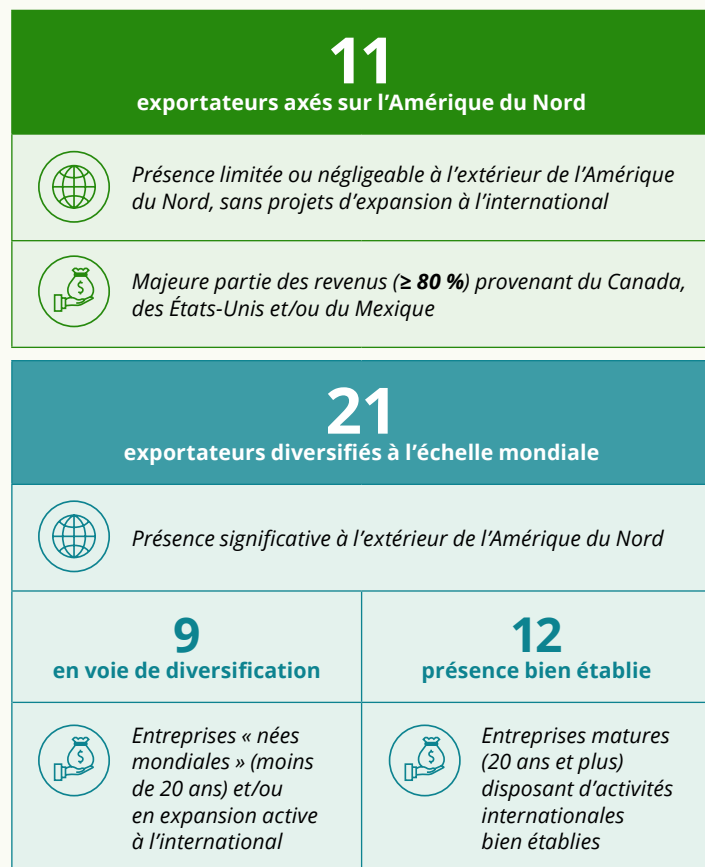 11
exportateurs axés sur l’Amérique du Nord
Présence limitée ou négligeable à l’extérieur de l’Amérique
du Nord, sans projets d’expansion à l’international
Majeure partie des revenus (≥ 80 %) provenant du Canada,
des États-Unis et/ou du Mexique
21
exportateurs diversifiés à l’échelle mondiale
Présence significative à l’extérieur de l’Amérique du Nord
9
en voie de diversification
Entreprises « nées
mondiales » (moins
de 20 ans) et/ou
en expansion active
à l’international
12
présence bien établie
Entreprises matures
(20 ans et plus)
disposant d’activités
internationales
bien établies